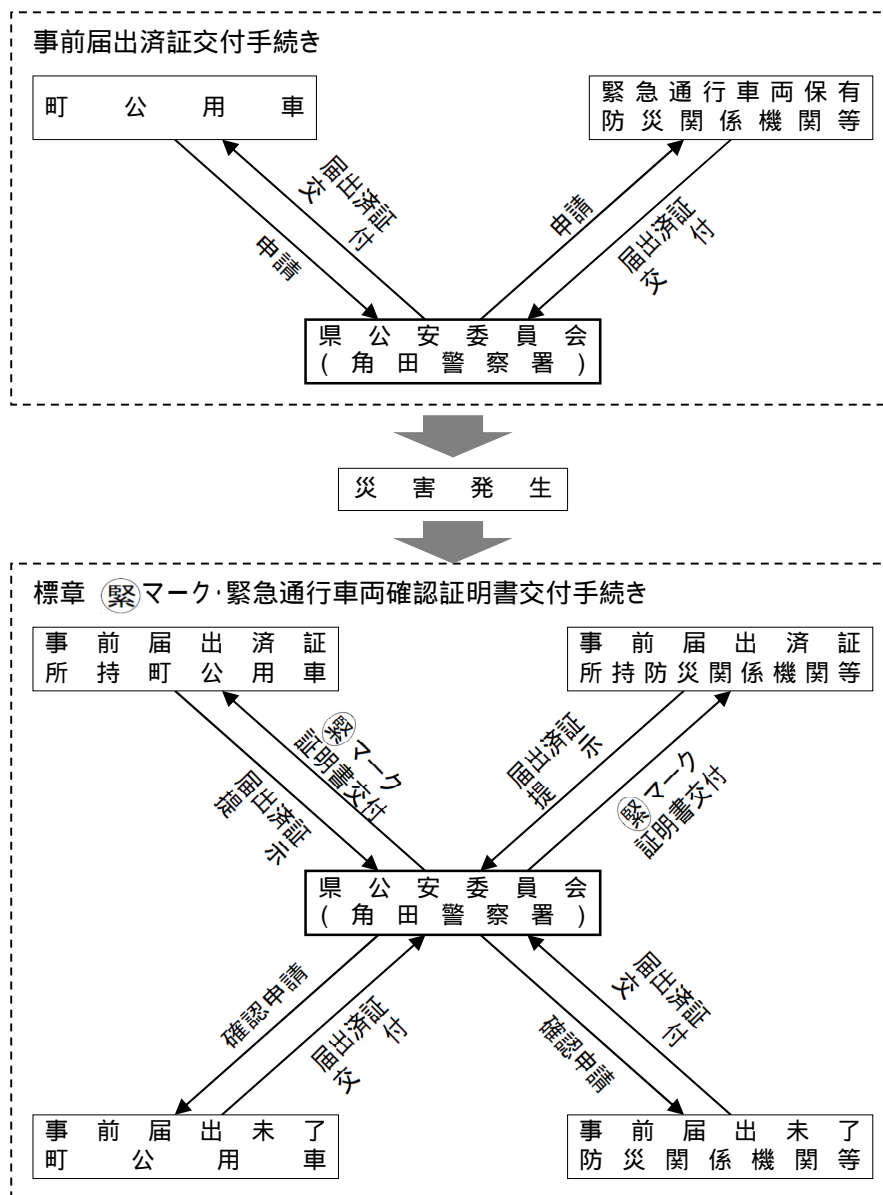 事前届出済証交付手続き
町公用車
緊急通行車両保有
防災関係機関等
届出済証
交付
申請
申請
届出済証
交付
県公安委員会
(角田警察署)
災害発生
標章 ㊬マーク・緊急通行車両確認証明書交付手続き
事前届出済証
所持町公用車
事前届出済証
所持防災関係機関等
緊マーク
証明書交付
届出済証
提示
届出済証
提示
緊マーク
証明書交付
県公安委員会
(角田警察署)
確認申請
届出済証
交付
届出済証
交付
確認申請
事前届出未了
町公用車
事前届出未了
防災関係機関等